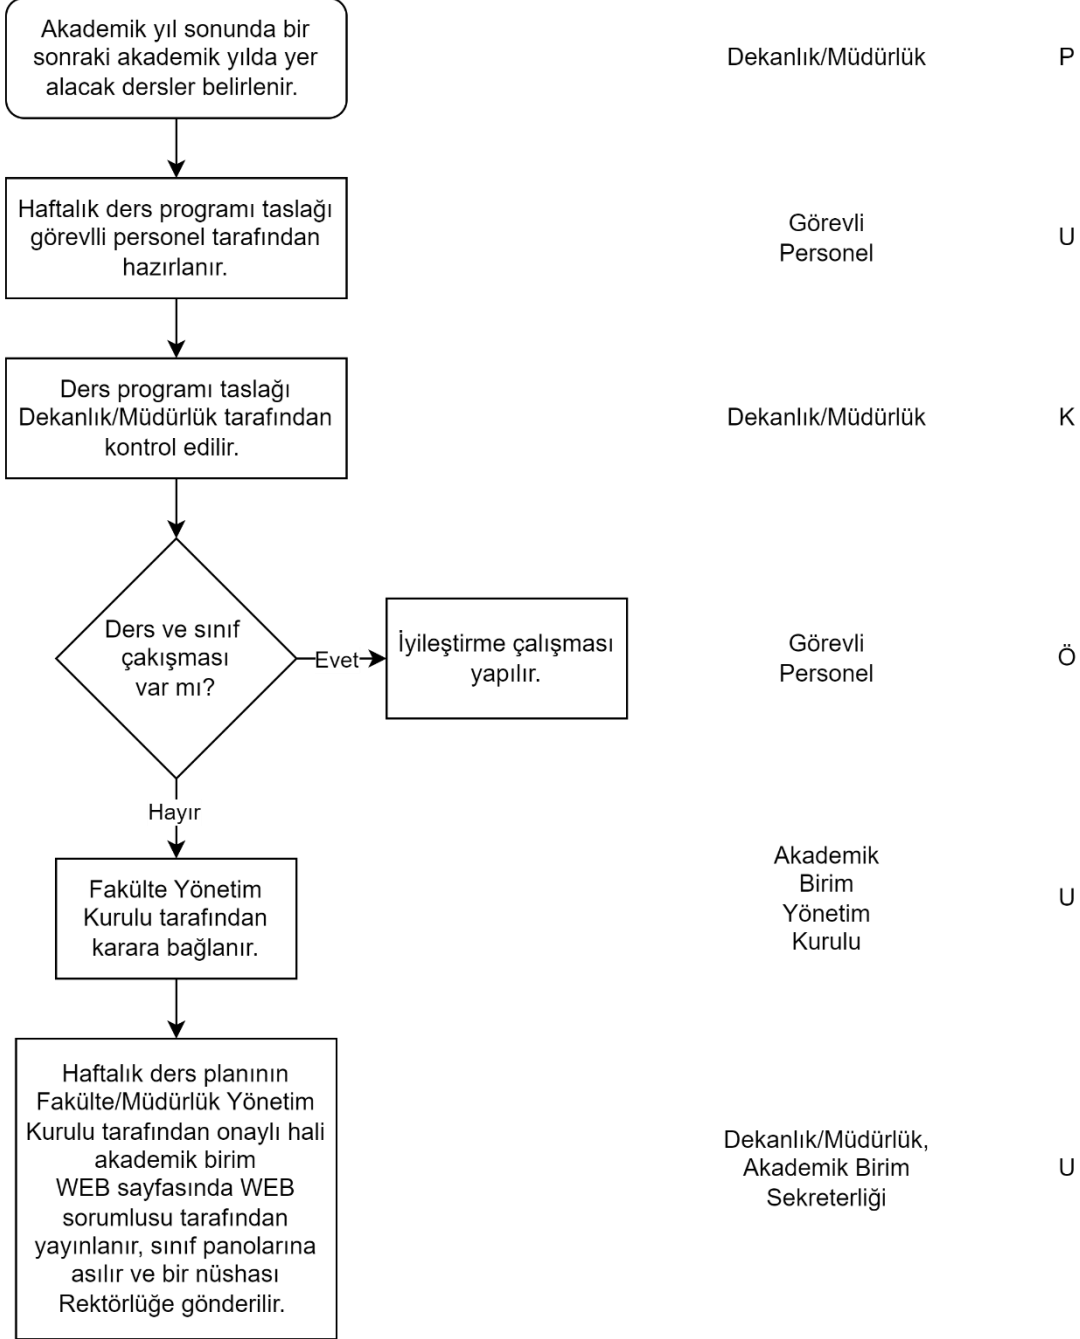 Akademik yıl sonunda bir
sonraki akademik yılda yer
alacak dersler belirlenir.
Dekanlık/Müdürlük
P
Haftalık ders programı taslağı
görevlli personel tarafından
hazırlanır.
Görevli
Personel
U
Ders programı taslağı
Dekanlık/Müdürlük tarafından
kontrol edilir.
Dekanlık/Müdürlük
K
Ders ve sınıf
çakışması
var mı?
Evet
İyileştirme çalışması
yapılır.
Görevli
Personel
Ö
Hayır
Fakülte Yönetim
Kurulu tarafından
karara bağlanır.
Akademik
Birim
Yönetim
Kurulu
U
Haftalık ders planının
Fakülte/Müdürlük Yönetim
Kurulu tarafından onaylı hali
akademik birim
WEB sayfasında WEB
sorumlusu tarafından
yayınlanır, sınıf panolarına
asılır ve bir nüshası
Rektörlüğe gönderilir.
Dekanlık/Müdürlük,
Akademik Birim
Sekreterliği
U